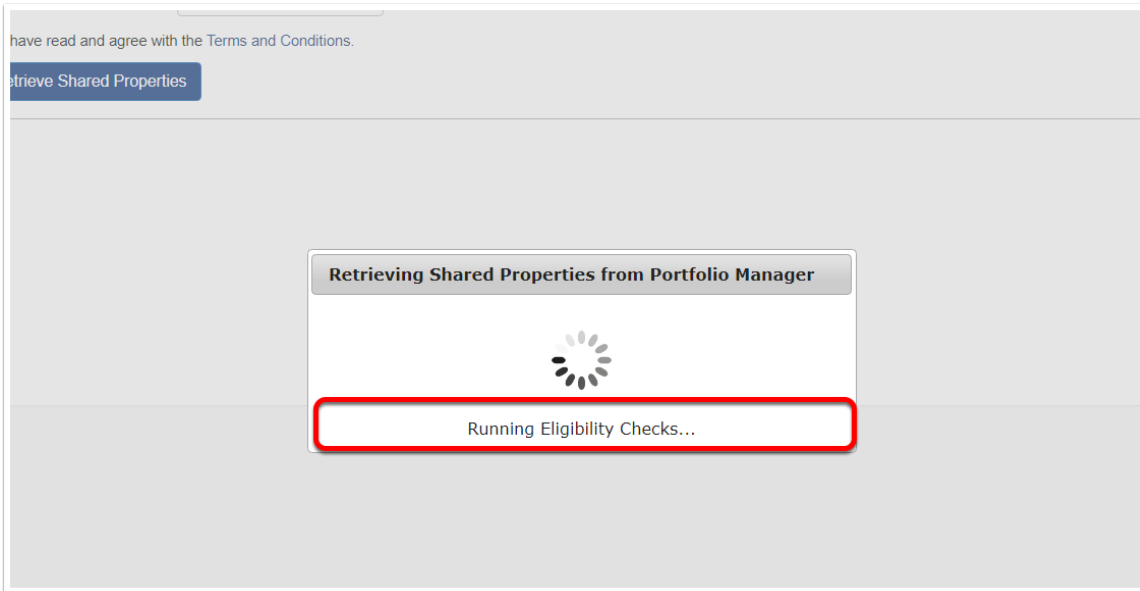 have read and agree with the Terms and Conditions.
etrieve Shared Properties
Retrieving Shared Properties from Portfolio Manager
Running Eligibility Checks...